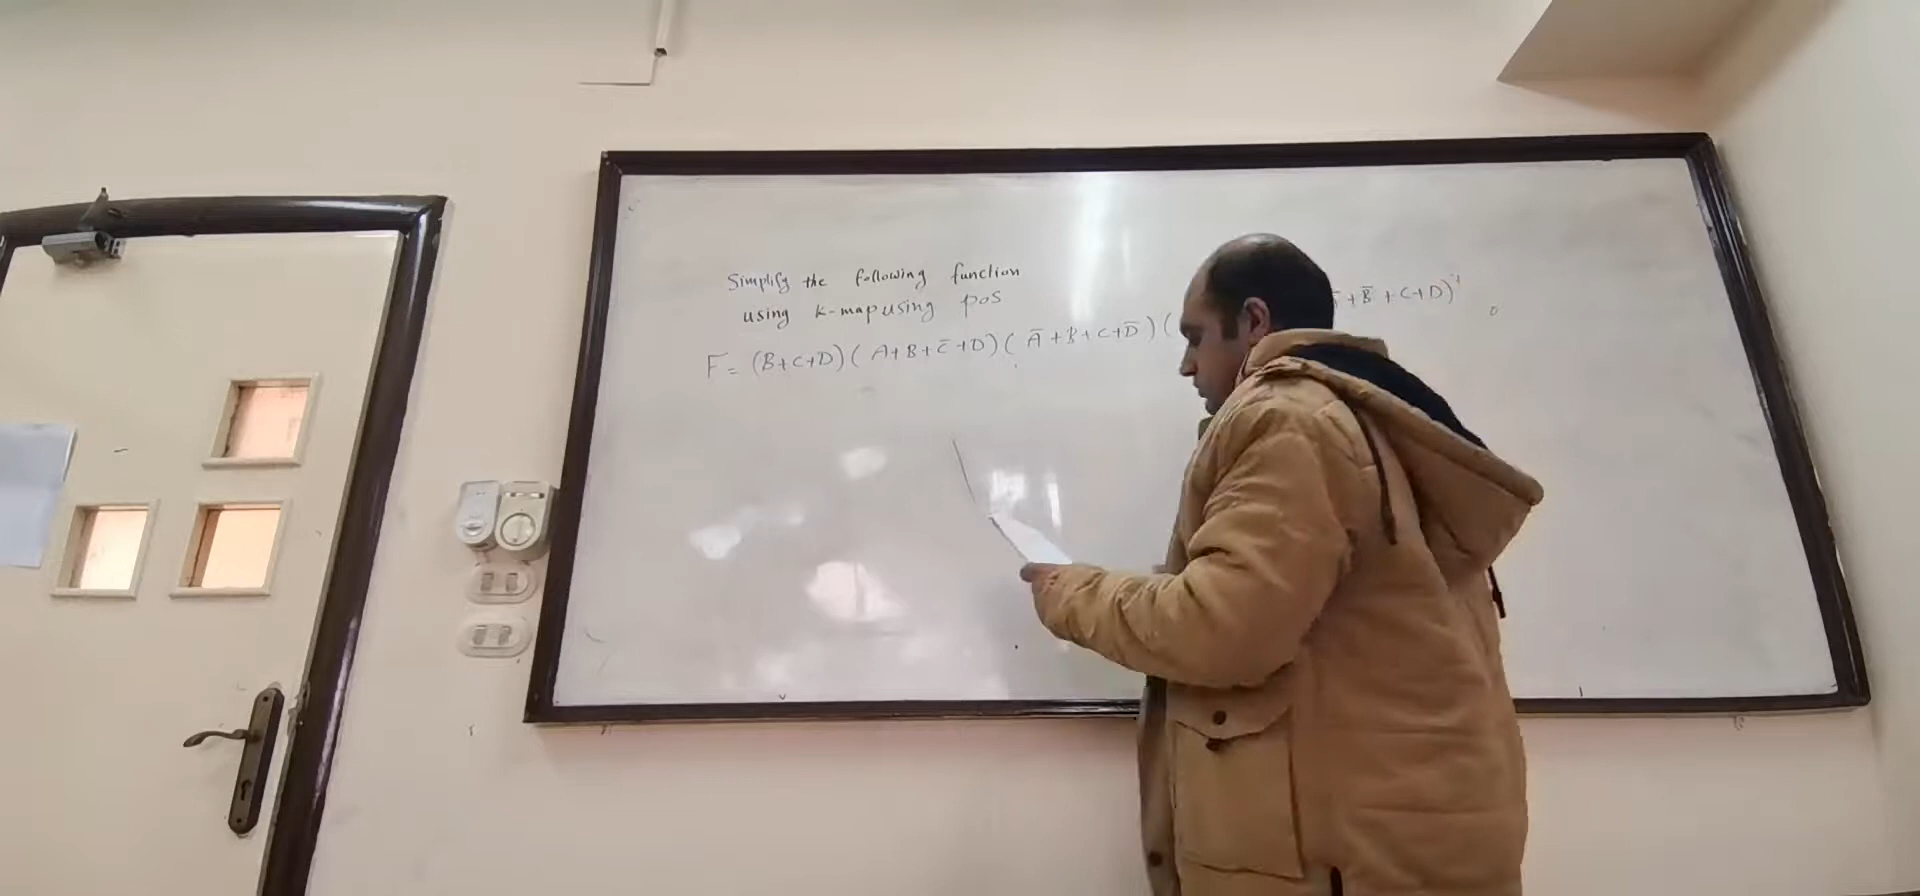 Simplify the following function
using k-map using pos
F = (B+C+D)(A+B+C̅+D)(A̅+B+C+D̅)( +B̅+C+D)